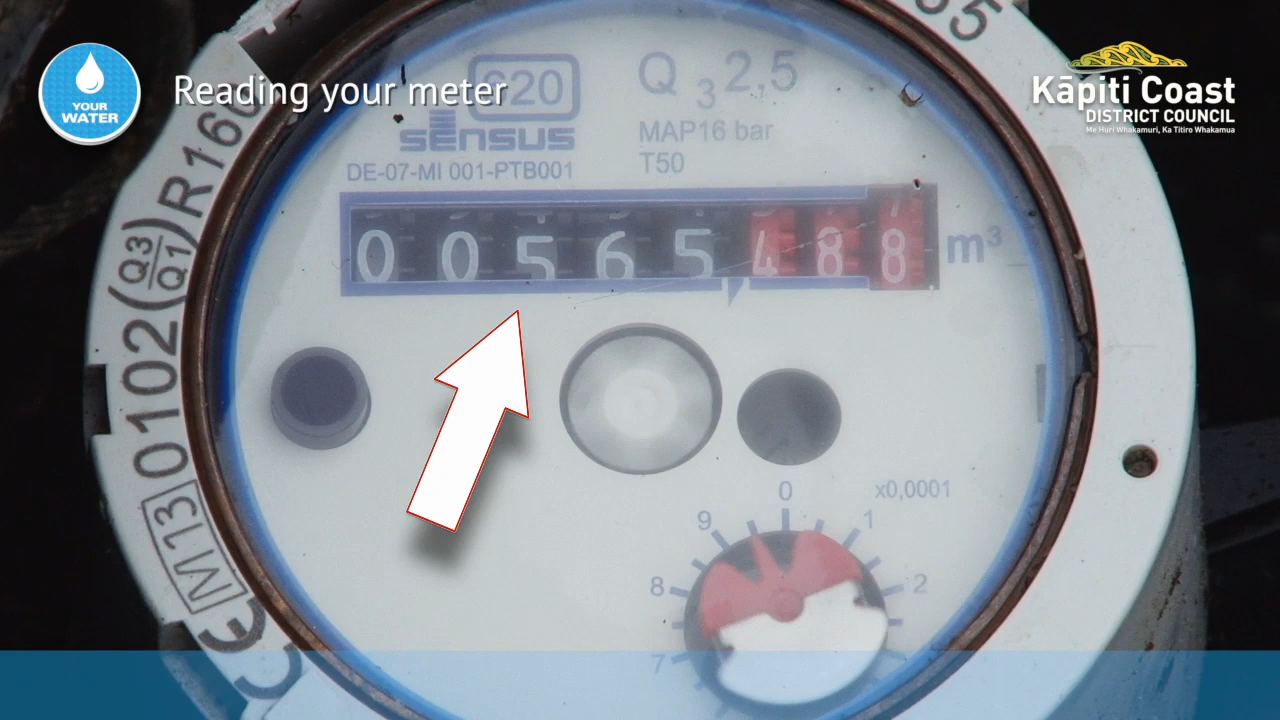 YOUR
WATER
Reading your meter
Kāpiti Coast
DISTRICT COUNCIL
Me Huri Whakamuri, Ka Titiro Whakamua
620
Q3 2,5
sensus
MAP16 bar
T50
DE-07-MI 001-PTB001
0 0 5 6 5 4 8 8 m³
x0,0001
0
9
1
8
2
7
CE M13 0102 (Q3/Q1) R160